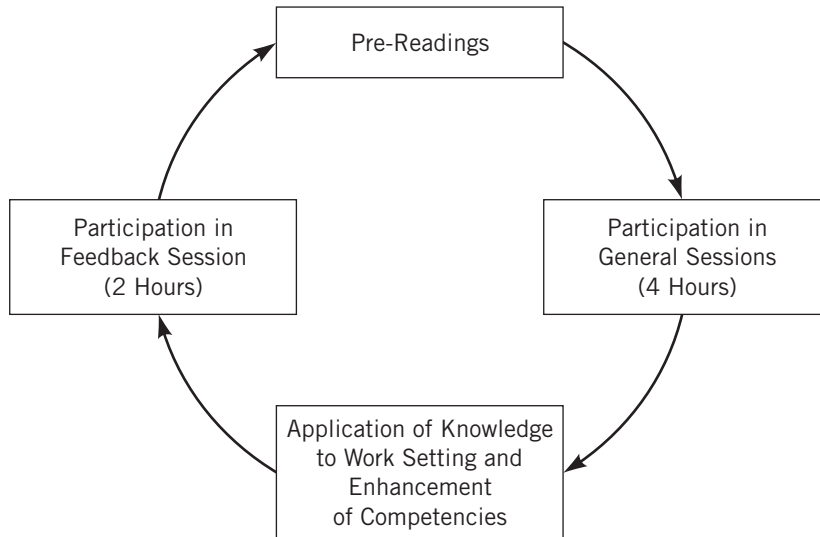 Pre-Readings
Participation in
Feedback Session
(2 Hours)
Participation in
General Sessions
(4 Hours)
Application of Knowledge
to Work Setting and
Enhancement
of Competencies